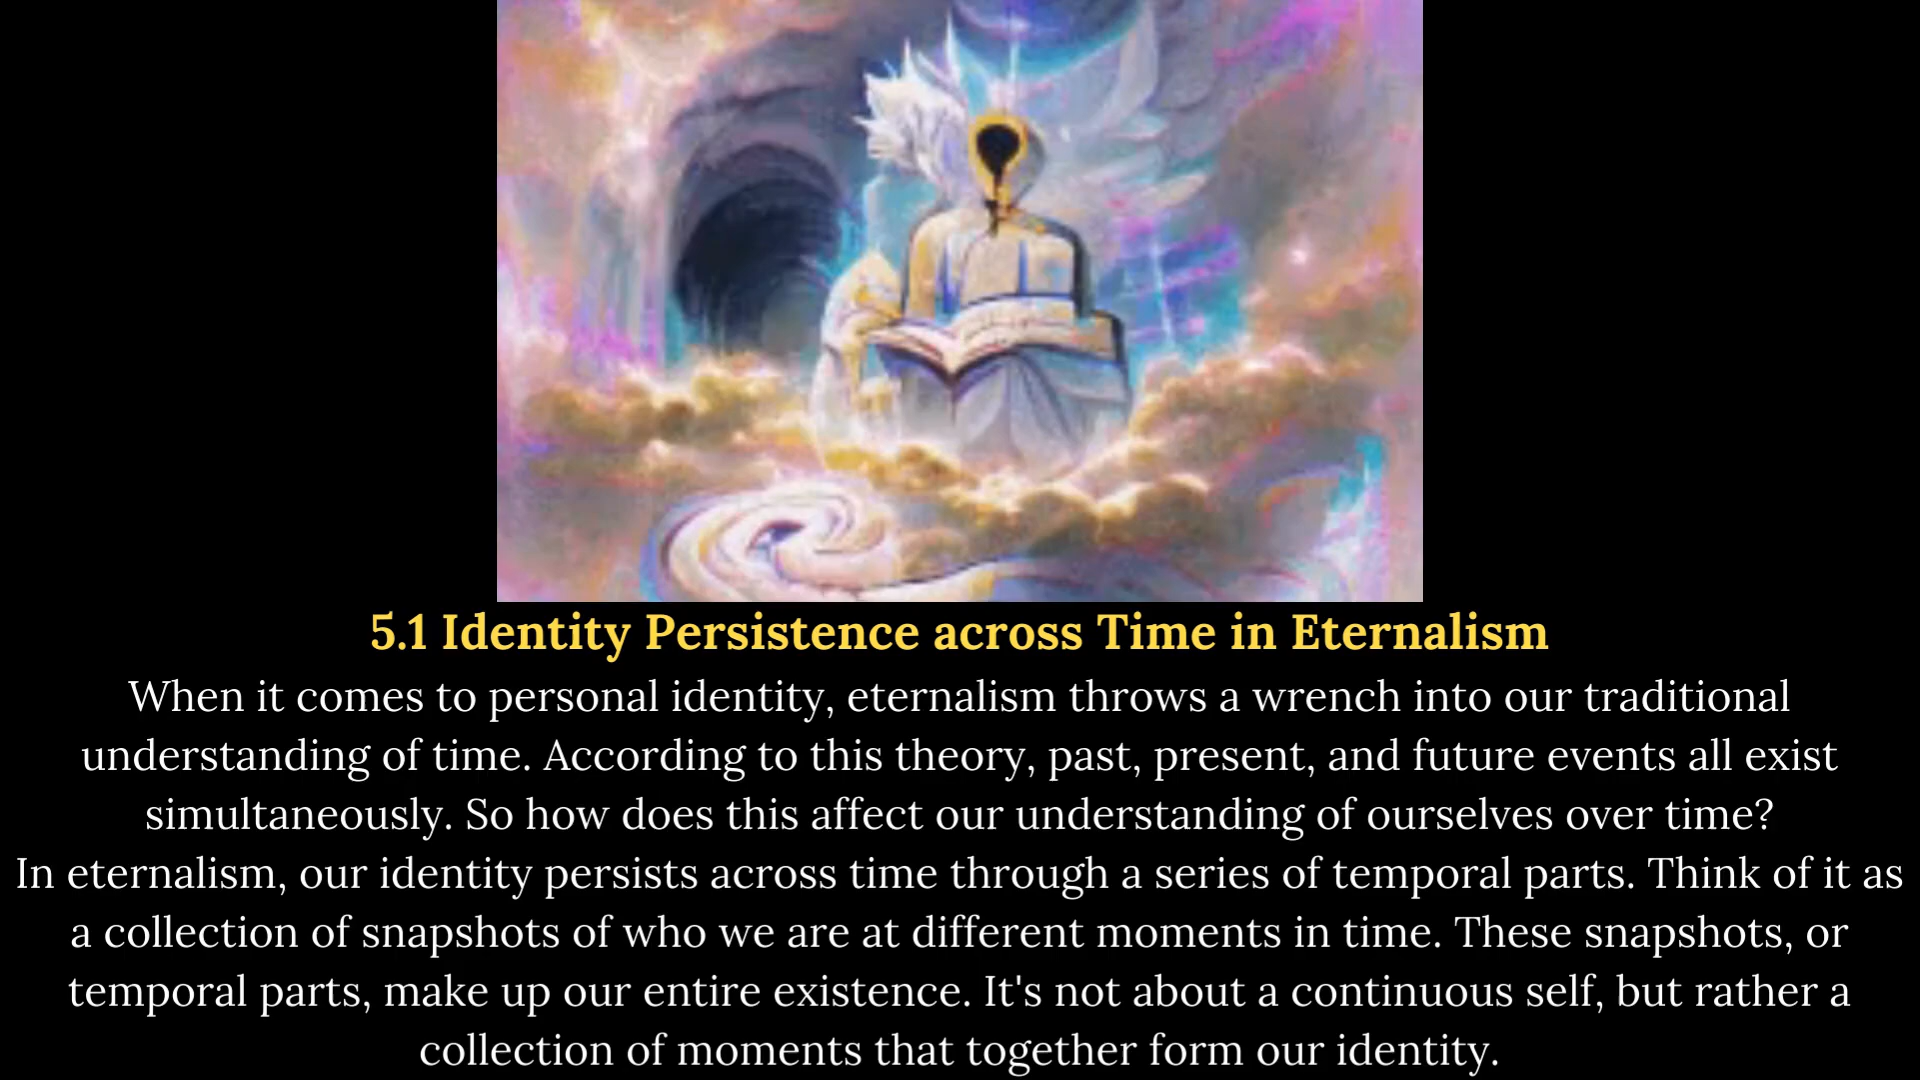 5.1 Identity Persistence across Time in Eternalism
When it comes to personal identity, eternalism throws a wrench into our traditional
understanding of time. According to this theory, past, present, and future events all exist
simultaneously. So how does this affect our understanding of ourselves over time?
In eternalism, our identity persists across time through a series of temporal parts. Think of it as
a collection of snapshots of who we are at different moments in time. These snapshots, or
temporal parts, make up our entire existence. It's not about a continuous self, but rather a
collection of moments that together form our identity.